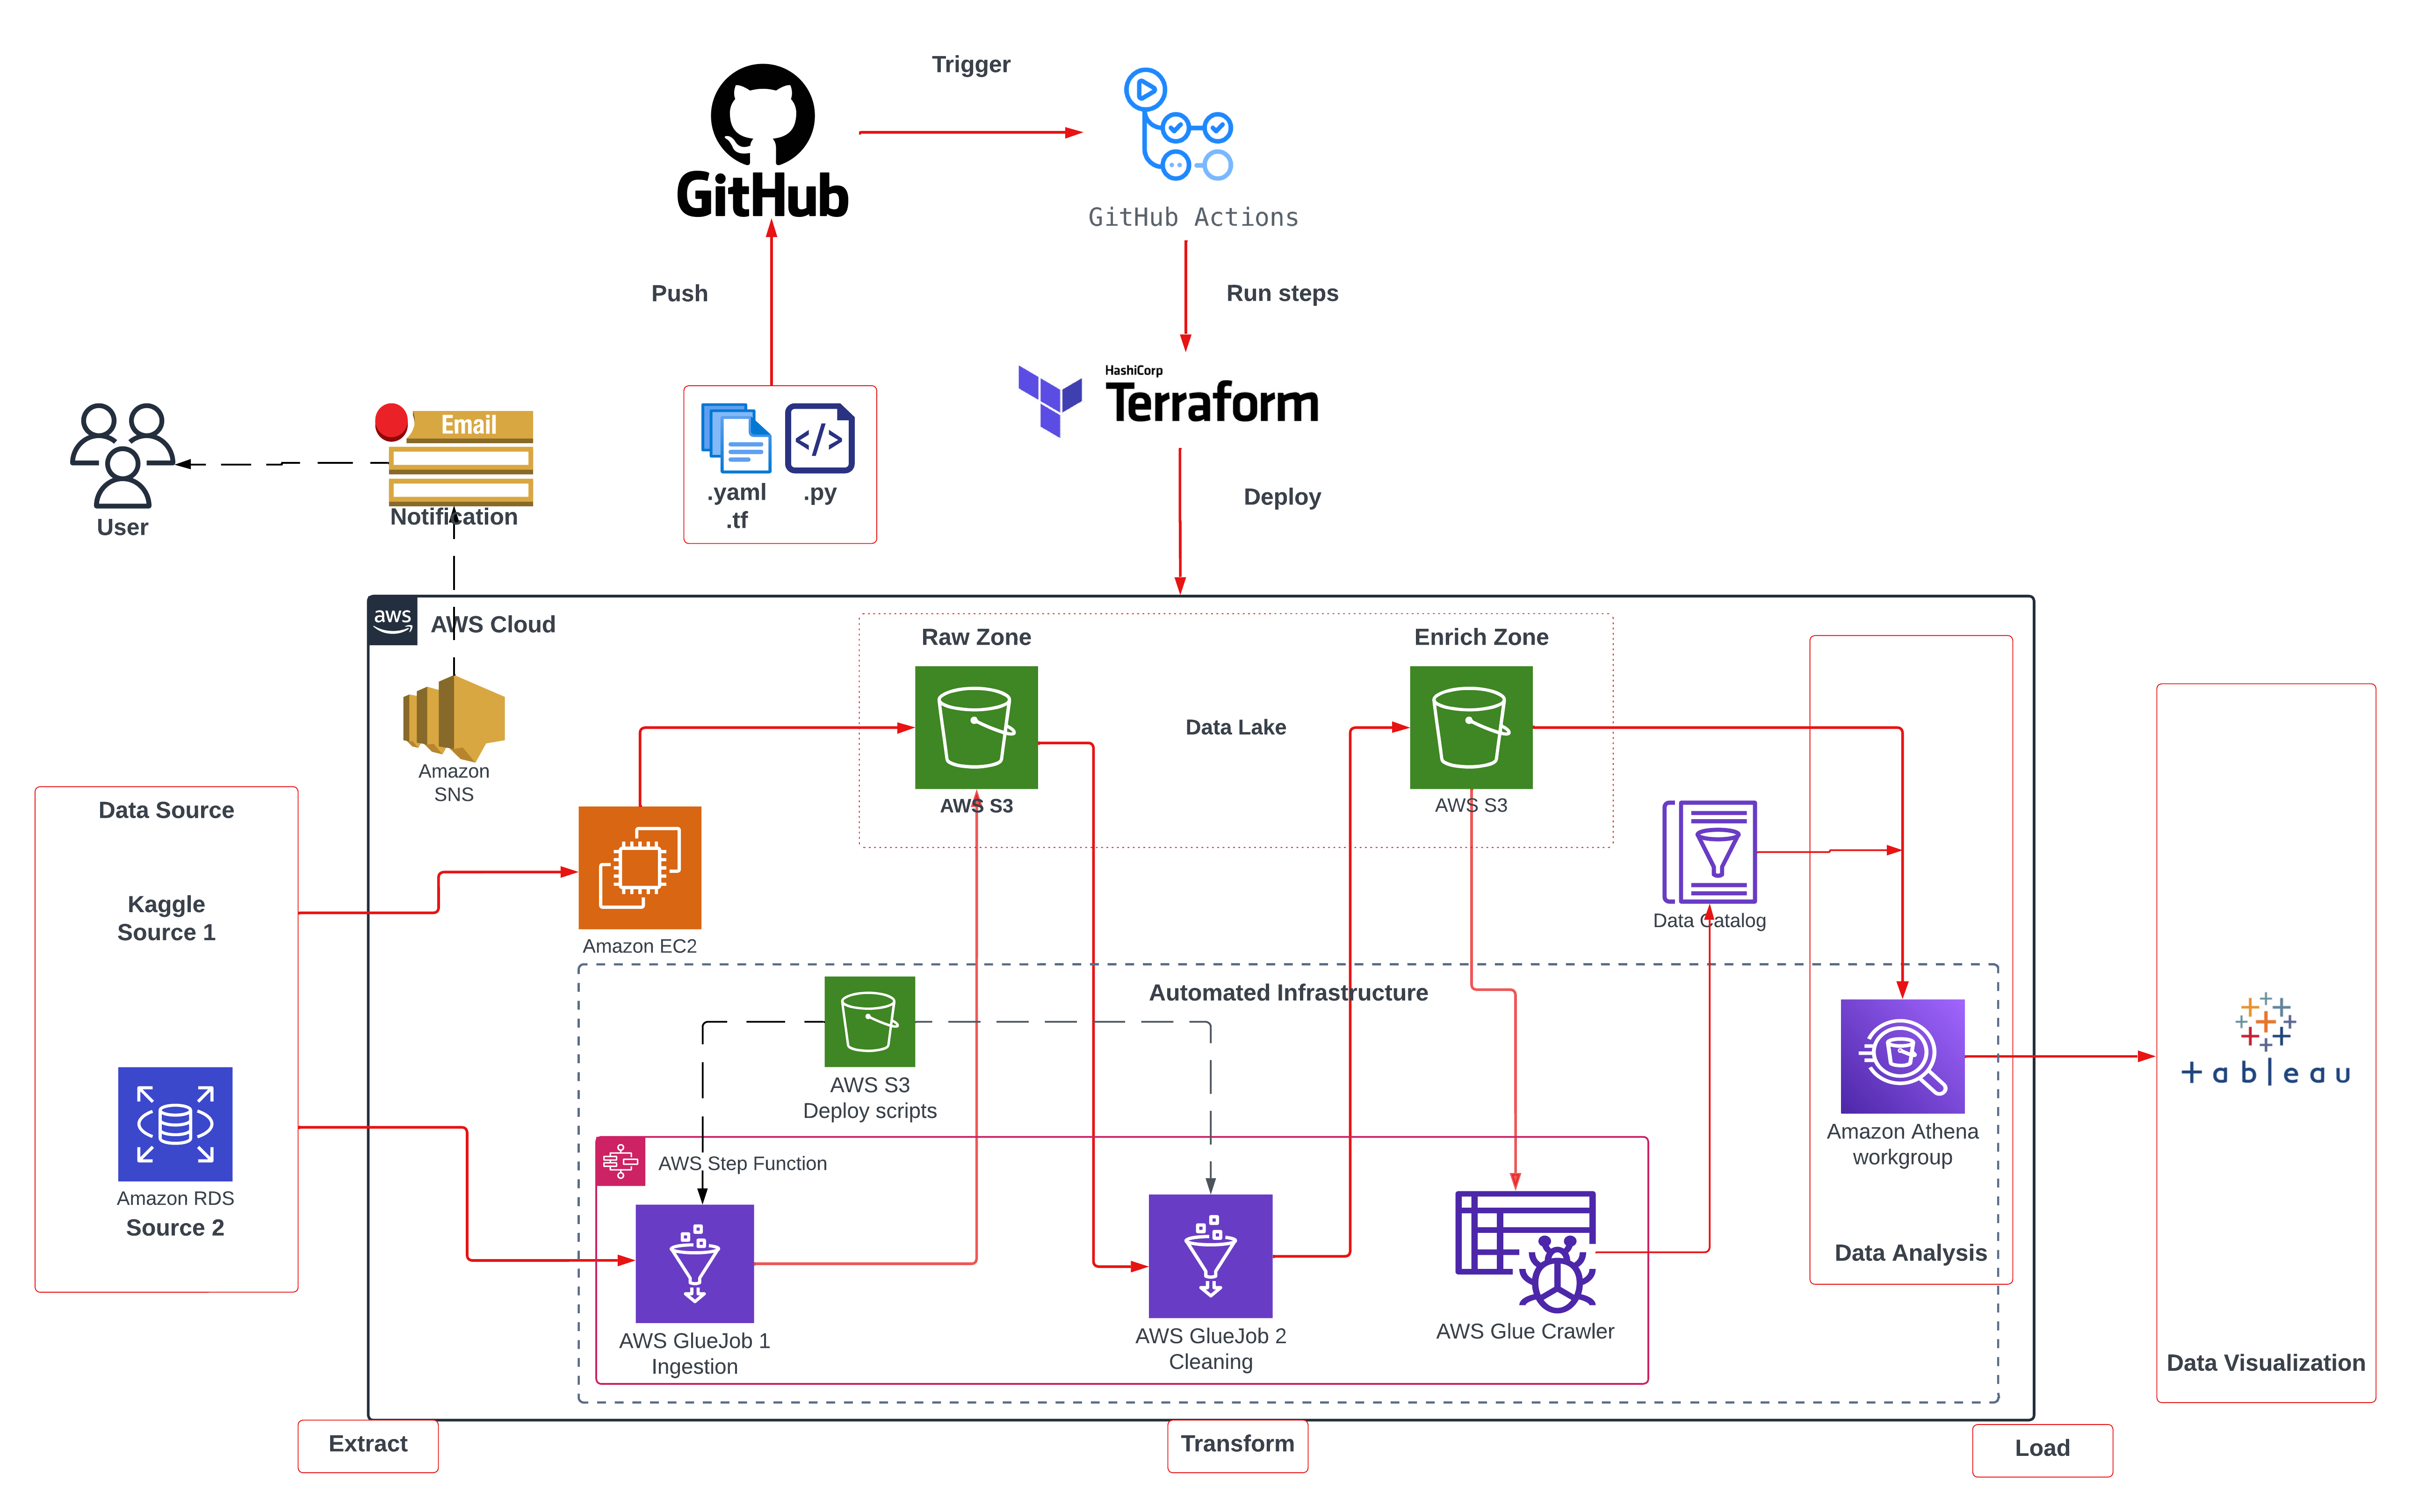 Trigger
GitHub
GitHub Actions
Push
Run steps
HashiCorp
Terraform
.yaml
.tf
.py
Deploy
Email
Notification
User
aws
AWS Cloud
Raw Zone
Enrich Zone
Data Lake
Amazon
SNS
AWS S3
AWS S3
Data Source
Kaggle
Source 1
Amazon EC2
Data Catalog
Automated Infrastructure
AWS S3
Deploy scripts
Amazon RDS
Source 2
AWS Step Function
Amazon Athena
workgroup
Data Analysis
tableau
AWS GlueJob 1
Ingestion
AWS GlueJob 2
Cleaning
AWS Glue Crawler
Data Visualization
Extract
Transform
Load